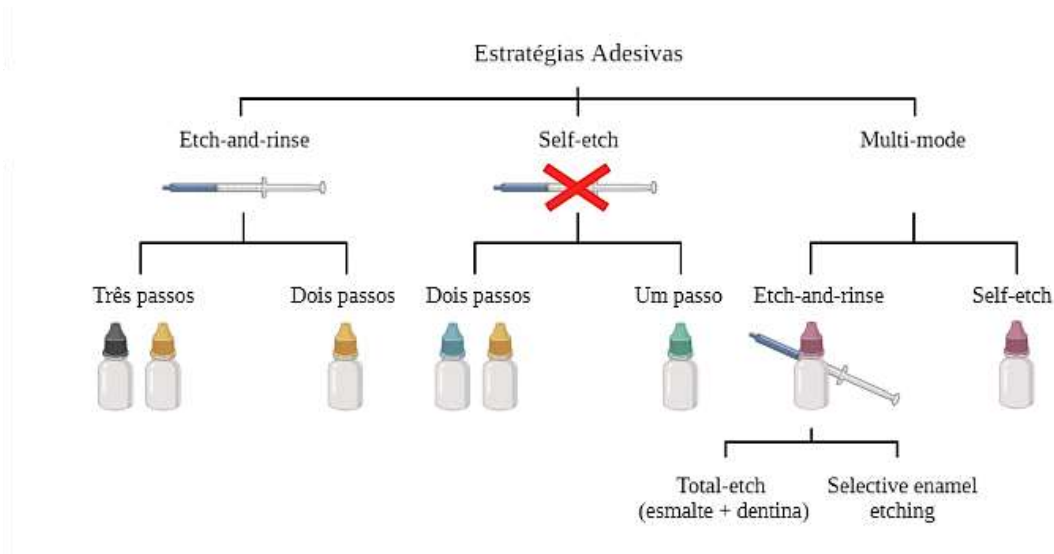 Estratégias Adesivas
Etch-and-rinse
Self-etch
Multi-mode
Três passos
Dois passos
Dois passos
Um passo
Etch-and-rinse
Self-etch
Total-etch
(esmalte + dentina)
Selective enamel
etching